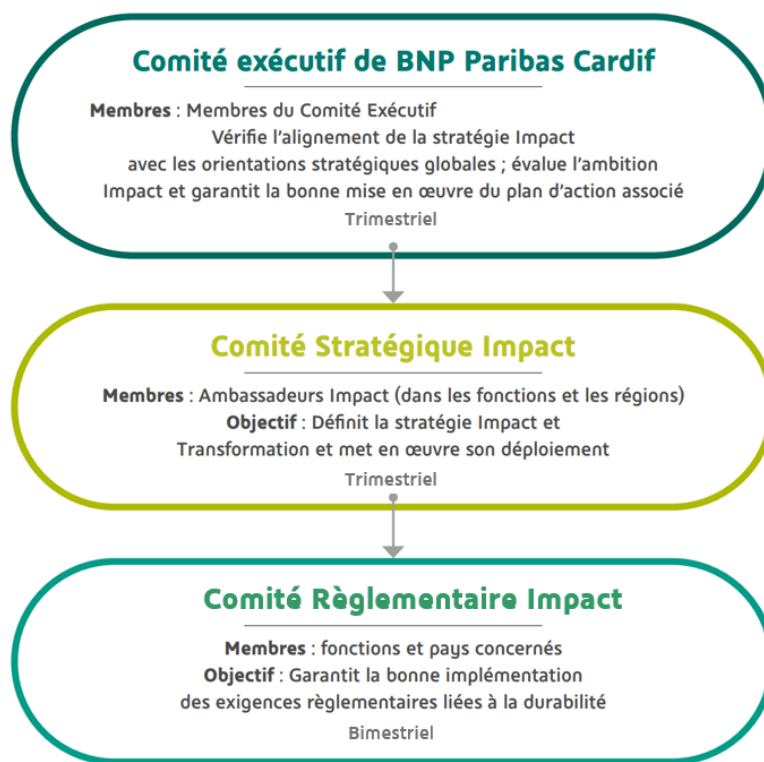 Comité exécutif de BNP Paribas Cardif
Membres : Membres du Comité Exécutif
Vérifie l’alignement de la stratégie Impact
avec les orientations stratégiques globales ; évalue l’ambition
Impact et garantit la bonne mise en œuvre du plan d’action associé
Trimestriel
Comité Stratégique Impact
Membres : Ambassadeurs Impact (dans les fonctions et les régions)
Objectif : Définit la stratégie Impact et
Transformation et met en œuvre son déploiement
Trimestriel
Comité Règlementaire Impact
Membres : fonctions et pays concernés
Objectif : Garantit la bonne implémentation
des exigences règlementaires liées à la durabilité
Bimestriel